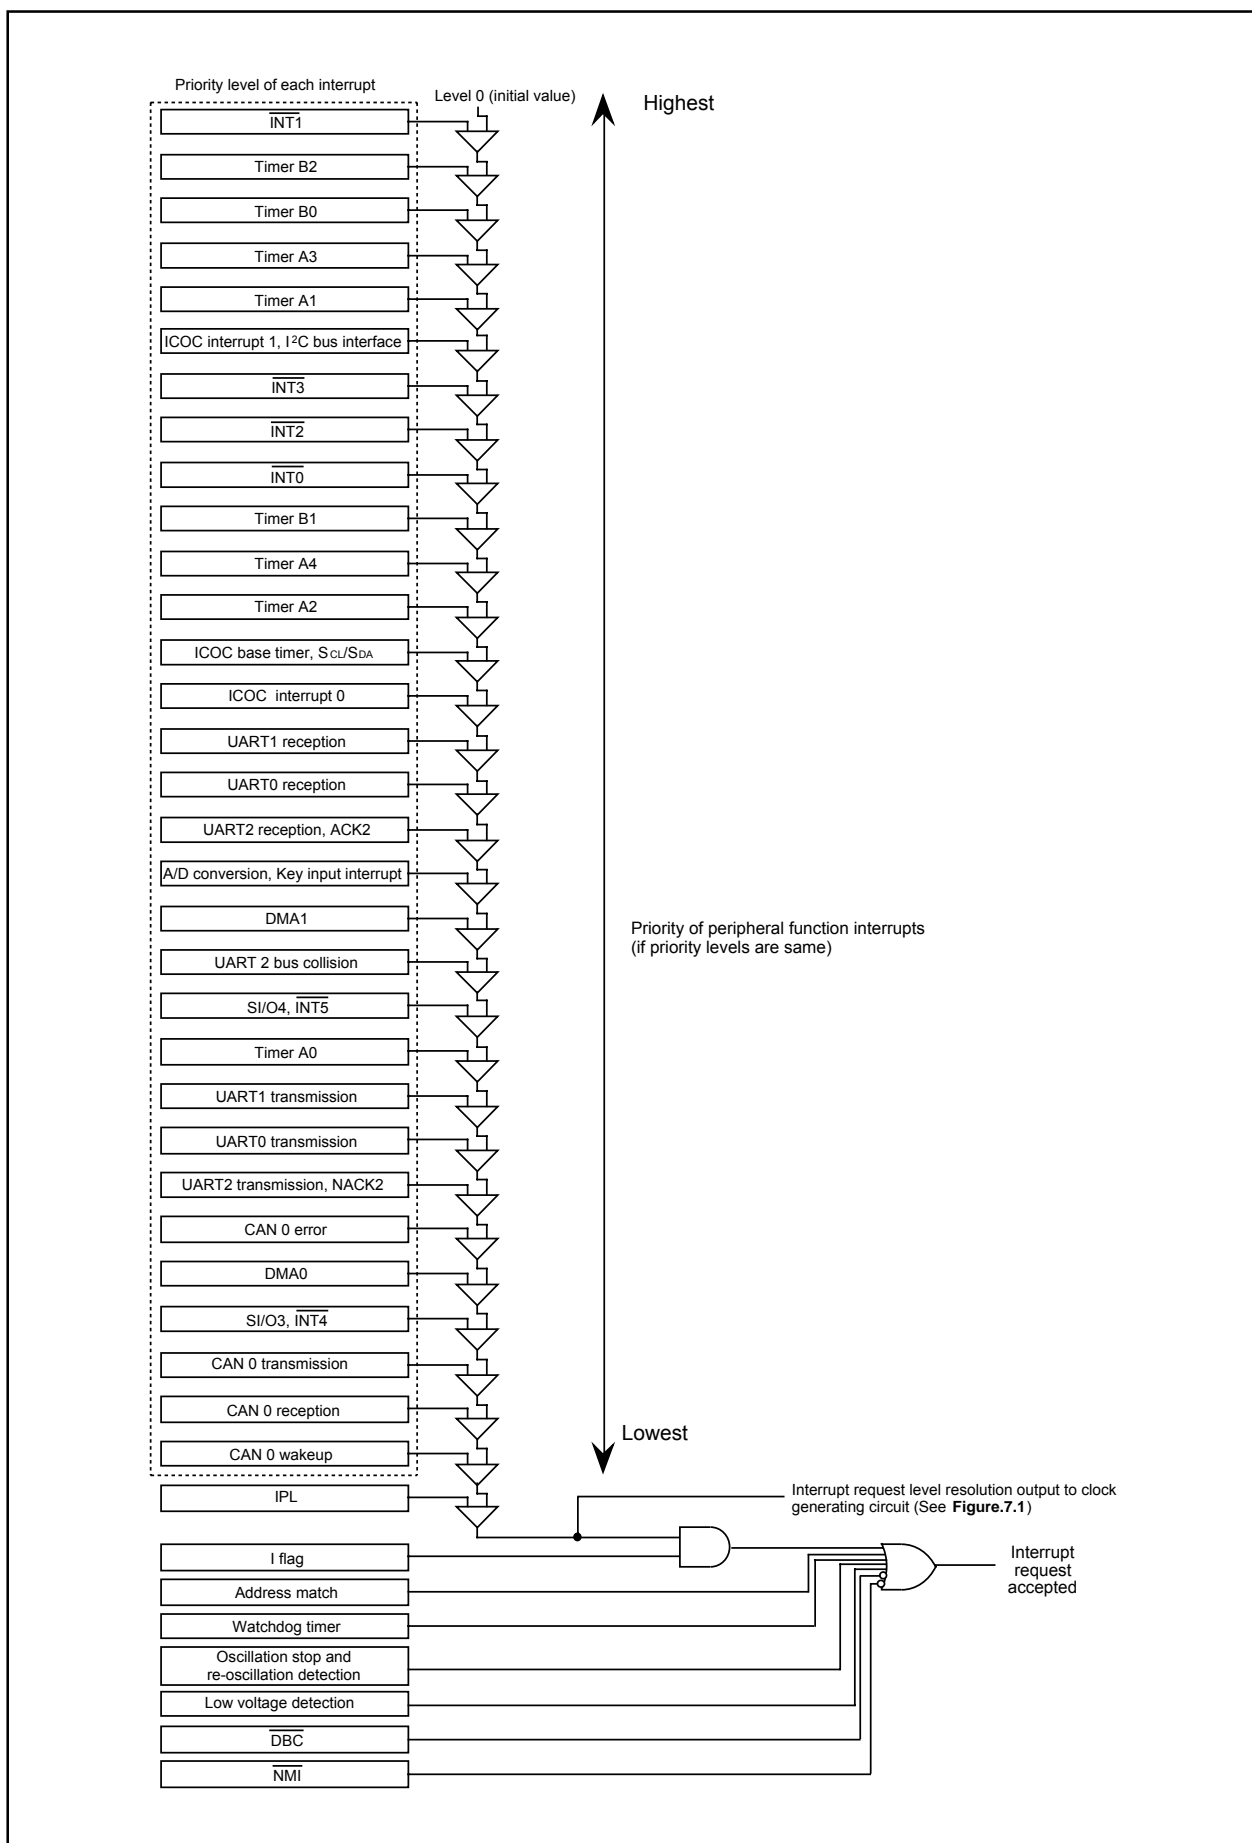 Priority level of each interrupt
Level 0 (initial value)
Highest
INT1
Timer B2
Timer B0
Timer A3
Timer A1
ICOC interrupt 1, I²C bus interface
INT3
INT2
INT0
Timer B1
Timer A4
Timer A2
ICOC base timer, SCL/SDA
ICOC interrupt 0
UART1 reception
UART0 reception
UART2 reception, ACK2
A/D conversion, Key input interrupt
DMA1
Priority of peripheral function interrupts
(if priority levels are same)
UART 2 bus collision
SI/O4, INT5
Timer A0
UART1 transmission
UART0 transmission
UART2 transmission, NACK2
CAN 0 error
DMA0
SI/O3, INT4
CAN 0 transmission
CAN 0 reception
Lowest
CAN 0 wakeup
IPL
Interrupt request level resolution output to clock
generating circuit (See Figure.7.1)
I flag
Interrupt
request
accepted
Address match
Watchdog timer
Oscillation stop and
re-oscillation detection
Low voltage detection
DBC
NMI